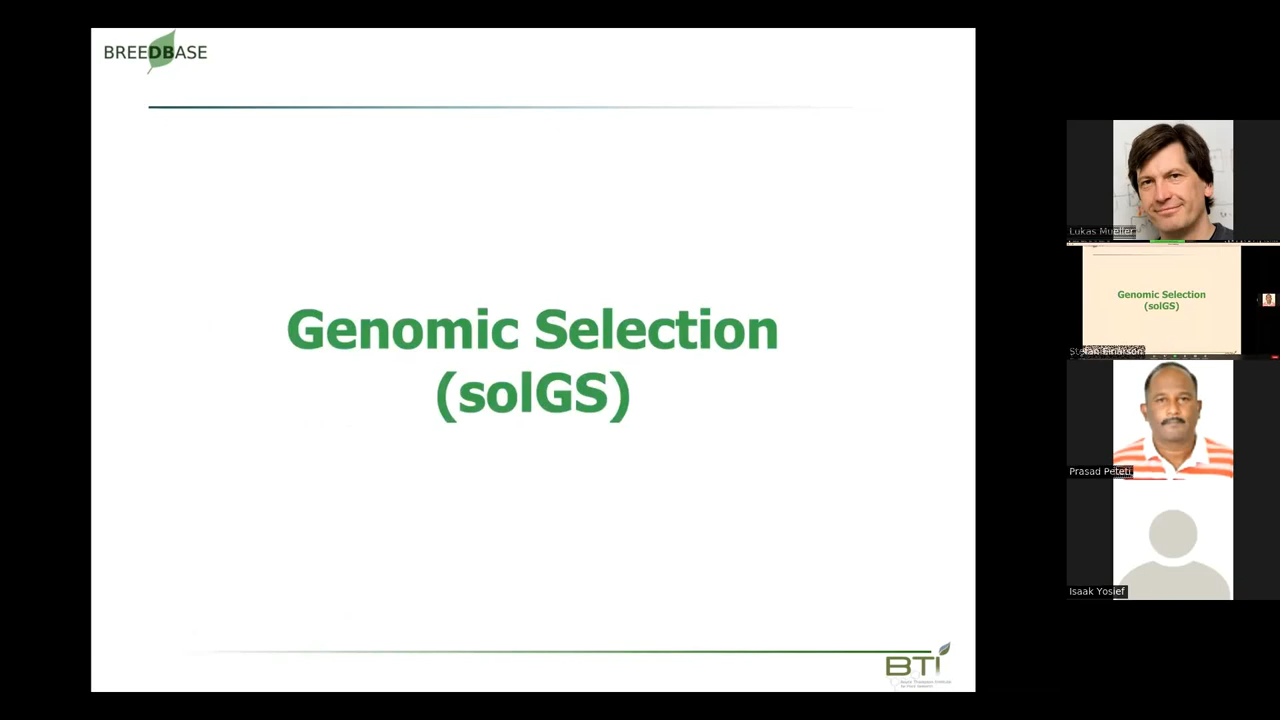 BREEDBASE
Genomic Selection
(solGS)
BTI
Lukas Mueller
Genomic Selection
(solGS)
Prasad Peteti
Isaak Yosief